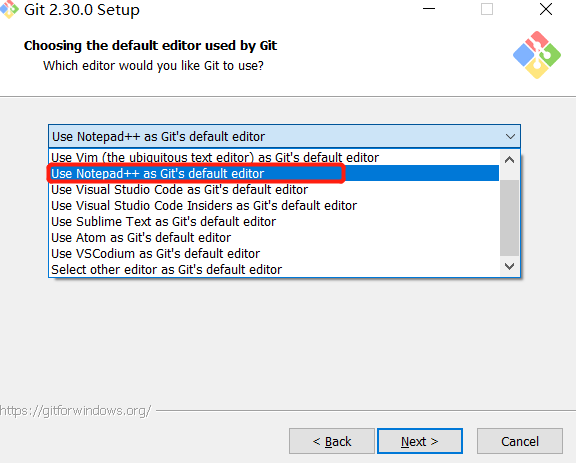 Git 2.30.0 Setup
Choosing the default editor used by Git
Which editor would you like Git to use?
Use Notepad++ as Git's default editor
Use Vim (the ubiquitous text editor) as Git's default editor
Use Notepad++ as Git's default editor
Use Visual Studio Code as Git's default editor
Use Visual Studio Code Insiders as Git's default editor
Use Sublime Text as Git's default editor
Use Atom as Git's default editor
Use VSCodium as Git's default editor
Select other editor as Git's default editor
https://gitforwindows.org/
< Back
Next >
Cancel